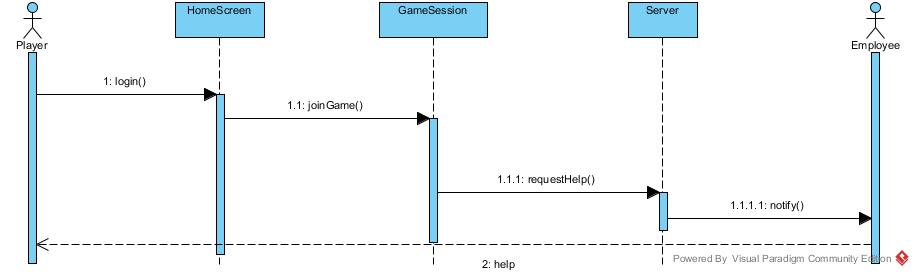 HomeScreen
GameSession
Server
Player
Employee
1: login()
1.1: joinGame()
1.1.1: requestHelp()
1.1.1.1: notify()
2: help
Powered By Visual Paradigm Community Edition